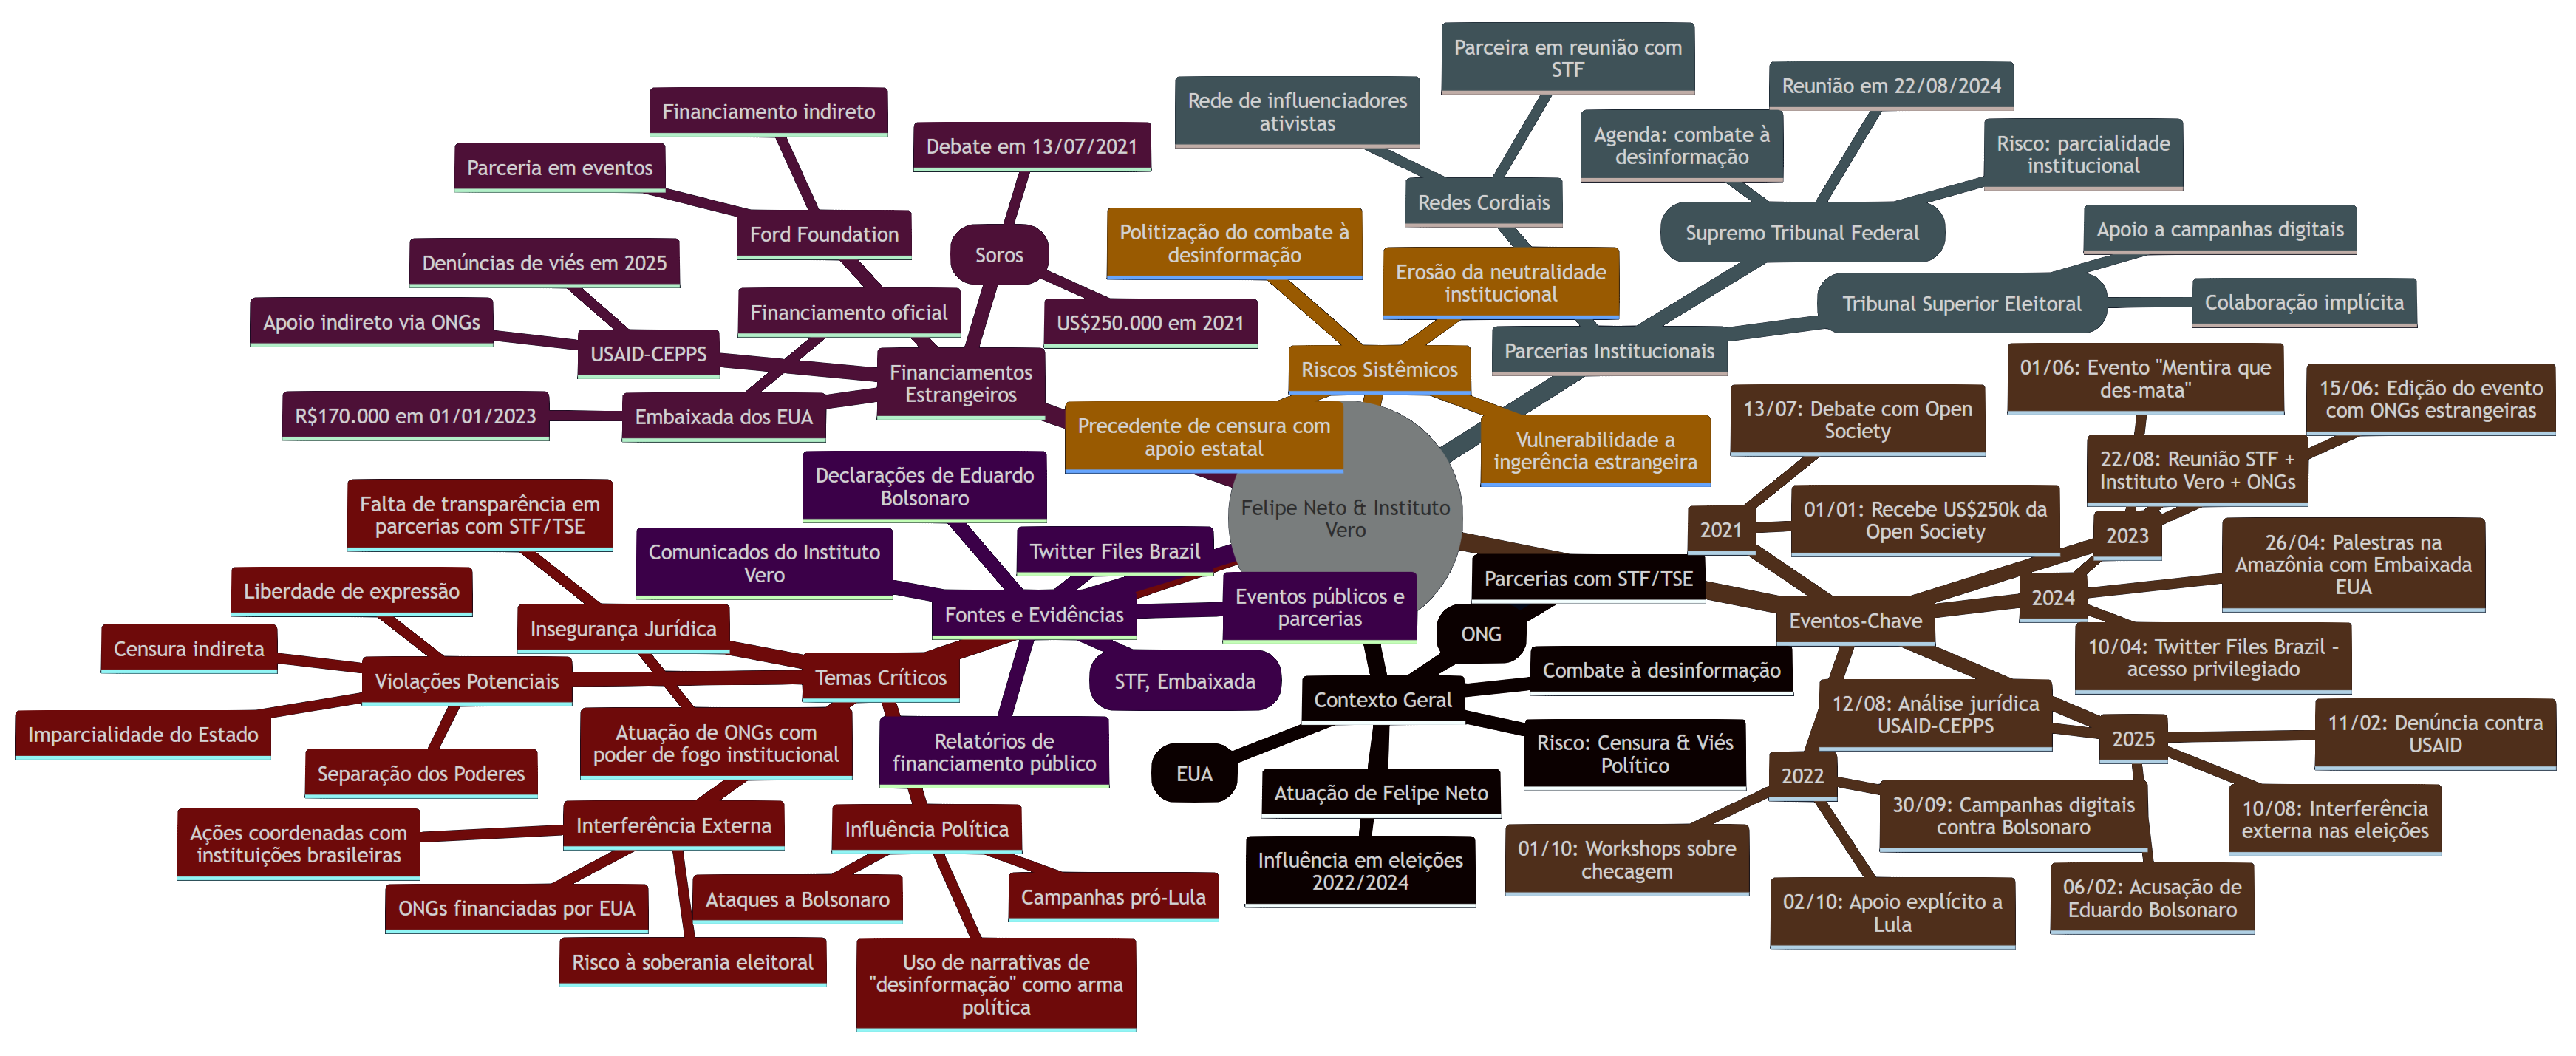 Felipe Neto & Instituto
Vero
Financiamentos
Estrangeiros
Soros
Debate em 13/07/2021
US$250.000 em 2021
Ford Foundation
Financiamento indireto
Parceria em eventos
Financiamento oficial
USAID-CEPPS
Denúncias de viés em 2025
Apoio indireto via ONGs
Embaixada dos EUA
R$170.000 em 01/01/2023
Riscos Sistêmicos
Politização do combate à
desinformação
Erosão da neutralidade
institucional
Precedente de censura com
apoio estatal
Vulnerabilidade a
ingerência estrangeira
Parcerias Institucionais
Redes Cordiais
Rede de influenciadores
ativistas
Parceira em reunião com
STF
Supremo Tribunal Federal
Reunião em 22/08/2024
Agenda: combate à
desinformação
Risco: parcialidade
institucional
Tribunal Superior Eleitoral
Apoio a campanhas digitais
Colaboração implícita
Eventos-Chave
2021
13/07: Debate com Open
Society
01/01: Recebe US$250k da
Open Society
2023
01/06: Evento "Mentira que
des-mata"
15/06: Edição do evento
com ONGs estrangeiras
22/08: Reunião STF +
Instituto Vero + ONGs
2024
26/04: Palestras na
Amazônia com Embaixada
EUA
10/04: Twitter Files Brazil -
acesso privilegiado
2025
12/08: Análise jurídica
USAID-CEPPS
11/02: Denúncia contra
USAID
10/08: Interferência
externa nas eleições
06/02: Acusação de
Eduardo Bolsonaro
2022
30/09: Campanhas digitais
contra Bolsonaro
01/10: Workshops sobre
checagem
02/10: Apoio explícito a
Lula
Contexto Geral
Parcerias com STF/TSE
ONG
Combate à desinformação
Risco: Censura & Viés
Político
EUA
Atuação de Felipe Neto
Influência em eleições
2022/2024
Fontes e Evidências
Declarações de Eduardo
Bolsonaro
Comunicados do Instituto
Vero
Twitter Files Brazil
Eventos públicos e
parcerias
STF, Embaixada
Relatórios de
financiamento público
Temas Críticos
Insegurança Jurídica
Falta de transparência em
parcerias com STF/TSE
Atuação de ONGs com
poder de fogo institucional
Violações Potenciais
Liberdade de expressão
Censura indireta
Imparcialidade do Estado
Separação dos Poderes
Interferência Externa
Ações coordenadas com
instituições brasileiras
ONGs financiadas por EUA
Risco à soberania eleitoral
Influência Política
Ataques a Bolsonaro
Campanhas pró-Lula
Uso de narrativas de
"desinformação" como arma
política